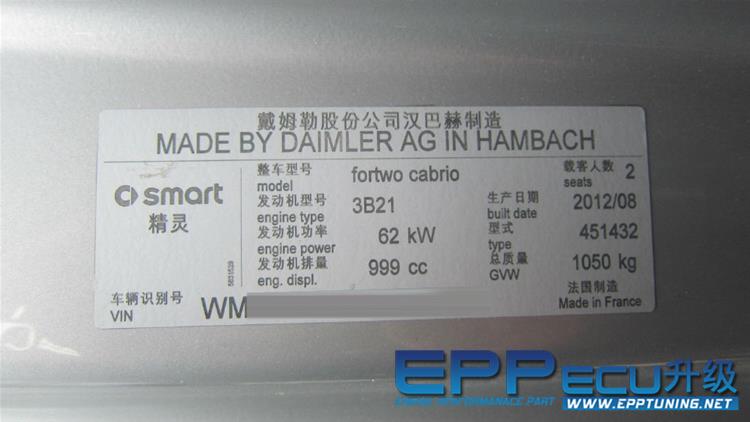 戴姆勒股份公司汉巴赫制造
MADE BY DAIMLER AG IN HAMBACH
smart
精灵
整车型号 fortwo cabrio 载客人数 2
model seats
发动机型号 3B21 生产日期 2012/08
engine type built date
发动机功率 62 kW 型式 451432
engine power type
发动机排量 999 cc 总质量 1050 kg
eng. displ. GVW
车辆识别号 WM 法国制造
VIN Made in France
EPP ECU升级
WWW.EPPTUNING.NET